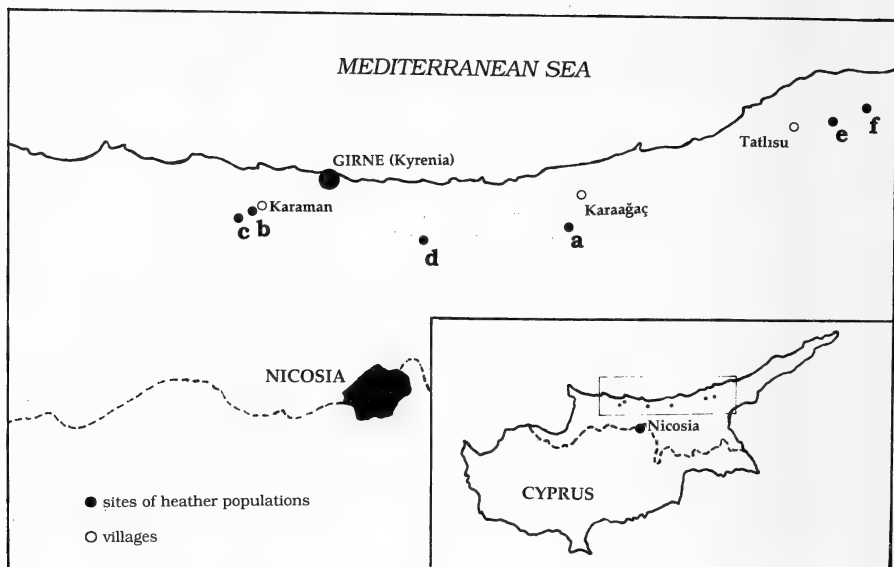 MEDITERRANEAN SEA
f
e
Tatlısu
GIRNE (Kyrenia)
Karaağaç
Karaman
c b
a
d
NICOSIA
Nicosia
CYPRUS
sites of heather populations
villages